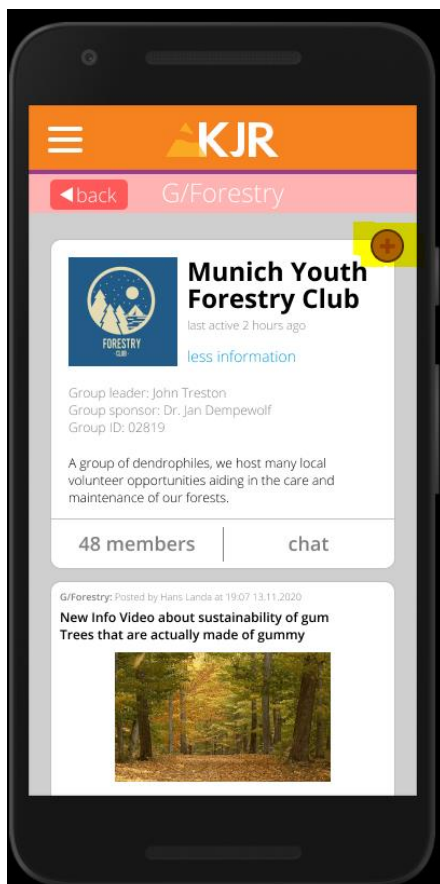 KJR
back
G/Forestry
Munich Youth
Forestry Club
last active 2 hours ago
less information
FORESTRY
CLUB
Group leader: John Treston
Group sponsor: Dr. Jan Dempewolf
Group ID: 02819
A group of dendrophiles, we host many local
volunteer opportunities aiding in the care and
maintenance of our forests.
48 members
chat
G/Forestry: Posted by Hans Landa at 19:07 13.11.2020
New Info Video about sustainability of gum
Trees that are actually made of gummy